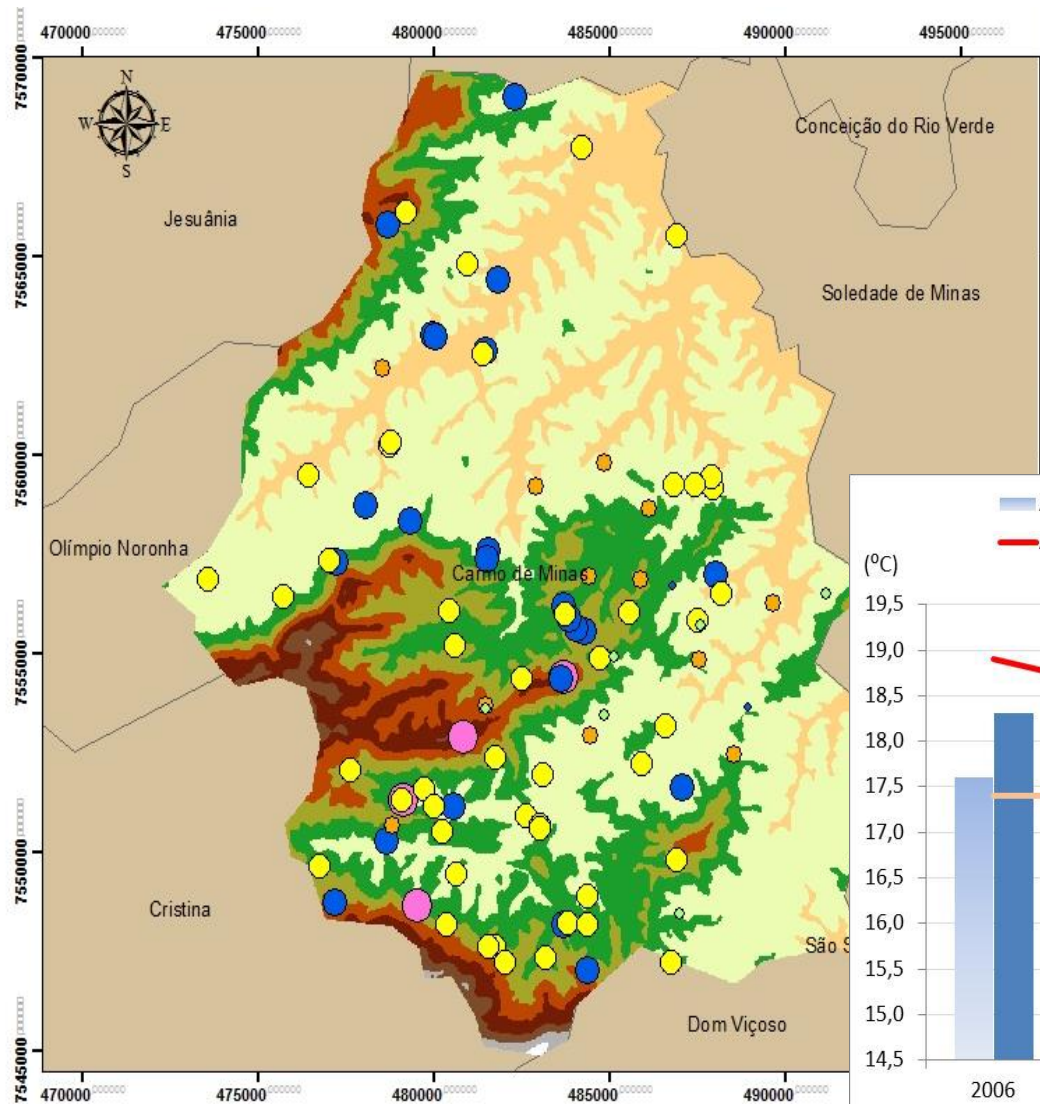 470000 475000 480000 485000 490000 495000
7570000
7565000
7560000
7555000
7550000
7545000
N
W E
S
Conceição do Rio Verde
Jesuânia
Soledade de Minas
Olímpio Noronha
Carmo de Minas
Cristina
São S
Dom Viçoso
470000 475000 480000 485000 490000
(ºC)
19,5
19,0
18,5
18,0
17,5
17,0
16,5
16,0
15,5
15,0
14,5
2006